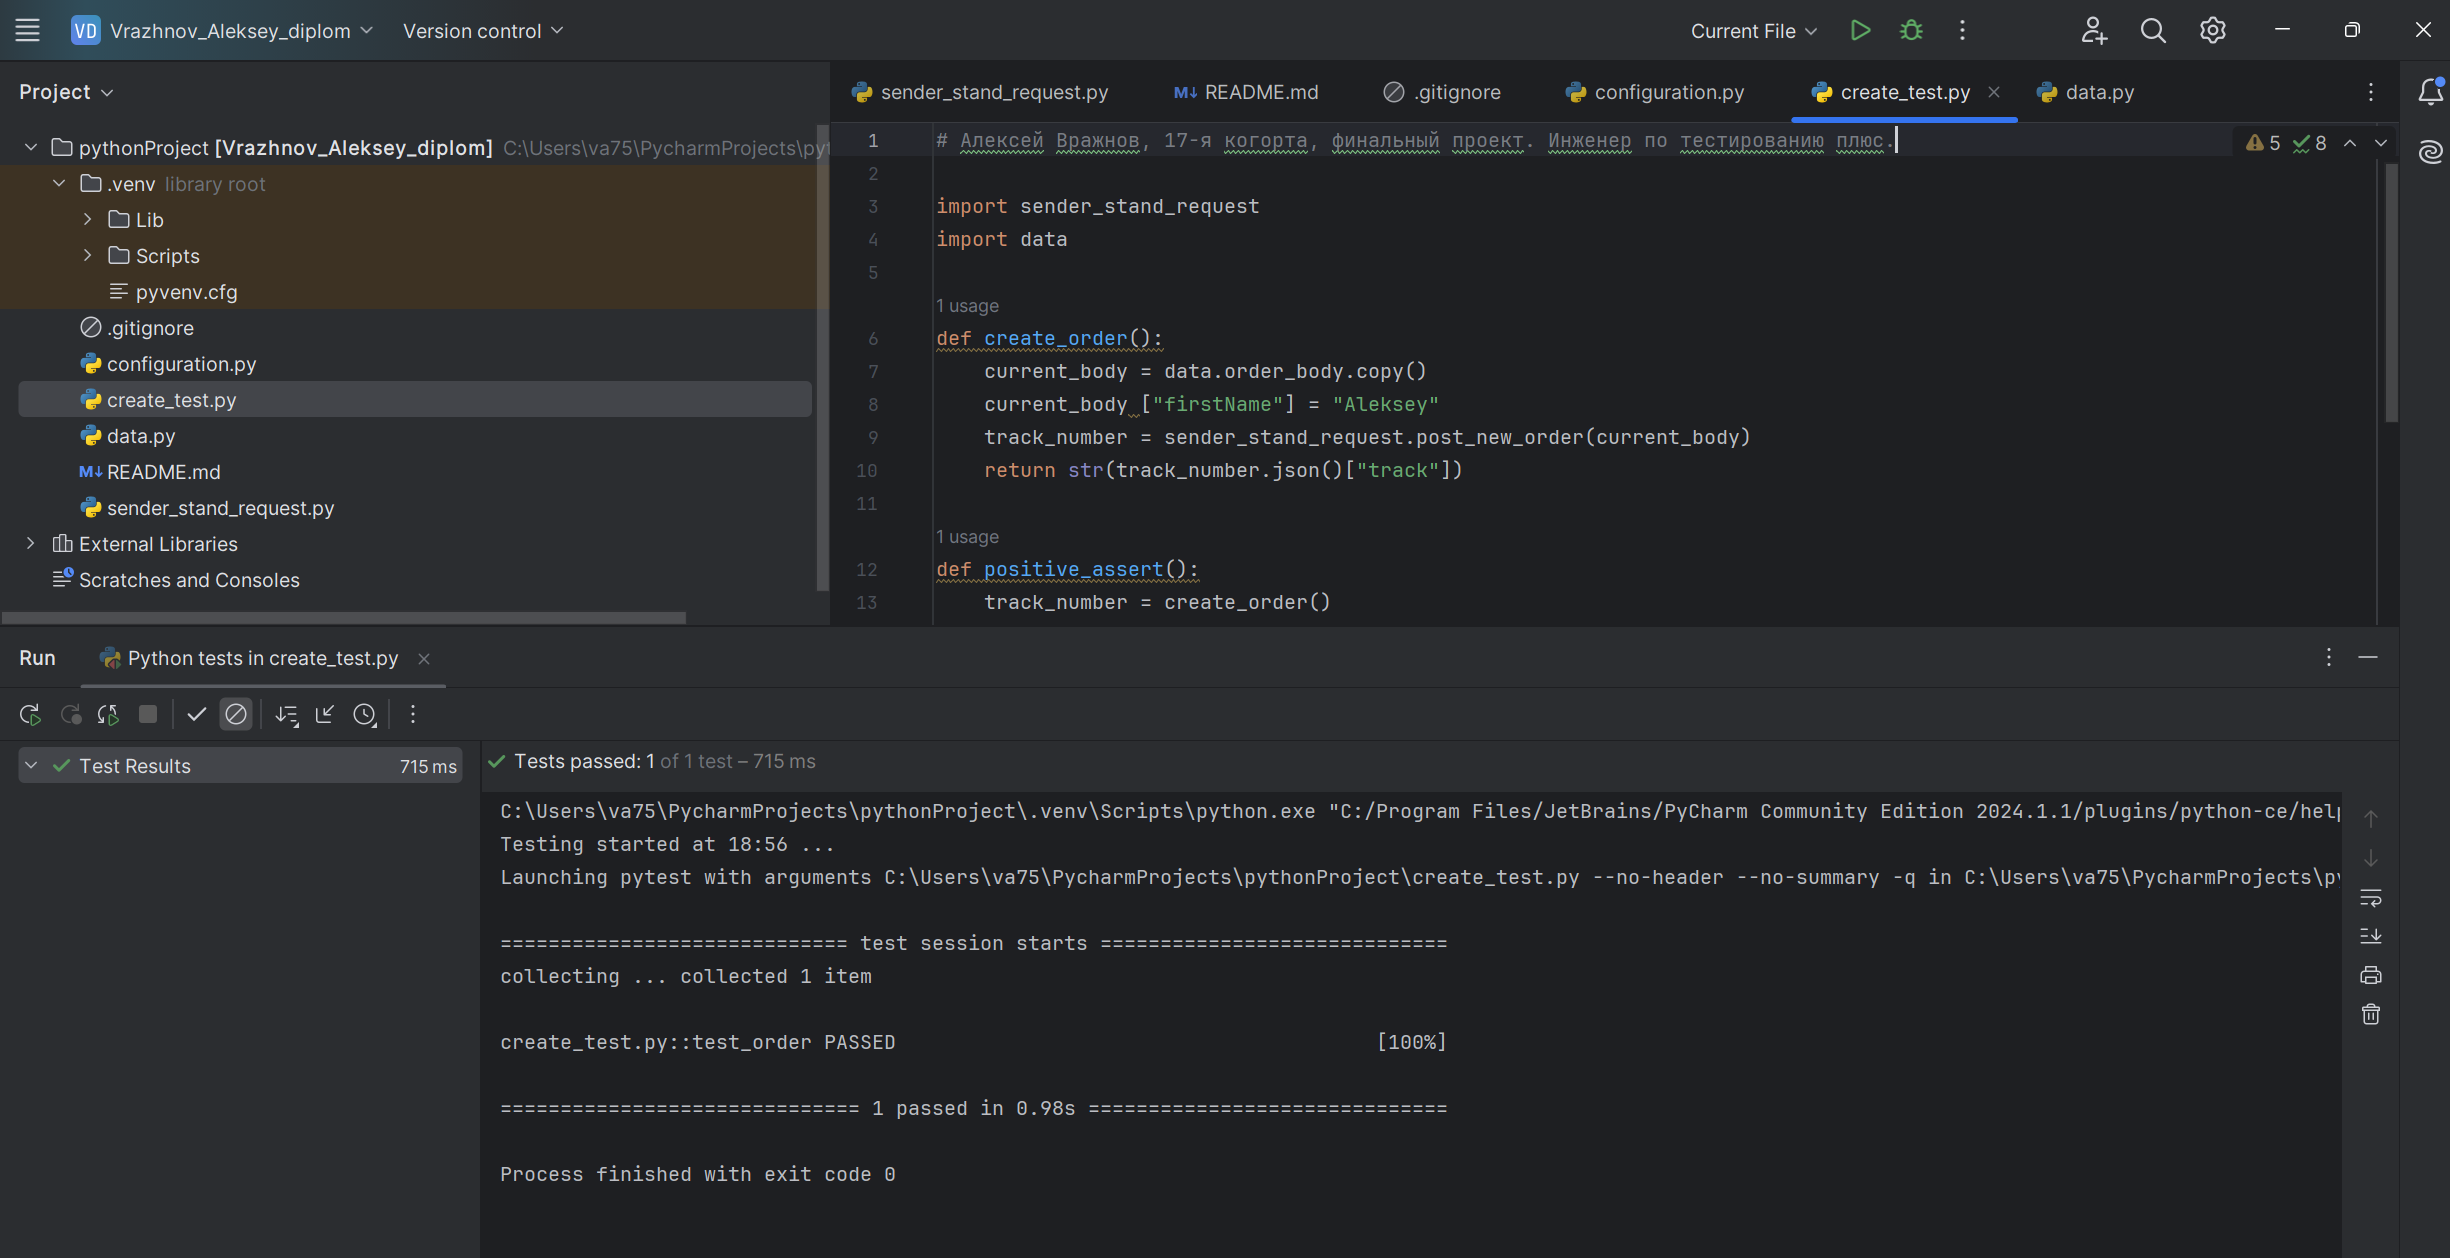 VD Vrazhnov_Aleksey_diplom Version control Current File
Project
sender_stand_request.py README.md .gitignore configuration.py create_test.py data.py
pythonProject [Vrazhnov_Aleksey_diplom] C:\Users\va75\PycharmProjects\pyt
.venv library root
Lib
Scripts
pyvenv.cfg
.gitignore
configuration.py
create_test.py
data.py
README.md
sender_stand_request.py
External Libraries
Scratches and Consoles
1 # Алексей Вражнов, 17-я когорта, финальный проект. Инженер по тестированию плюс. 5 8
2
3 import sender_stand_request
4 import data
5
1 usage
6 def create_order():
7 current_body = data.order_body.copy()
8 current_body ["firstName"] = "Aleksey"
9 track_number = sender_stand_request.post_new_order(current_body)
10 return str(track_number.json()["track"])
11
1 usage
12 def positive_assert():
13 track_number = create_order()
Run Python tests in create_test.py
Test Results 715 ms
Tests passed: 1 of 1 test – 715 ms
C:\Users\va75\PycharmProjects\pythonProject\.venv\Scripts\python.exe "C:/Program Files/JetBrains/PyCharm Community Edition 2024.1.1/plugins/python-ce/help
Testing started at 18:56 ...
Launching pytest with arguments C:\Users\va75\PycharmProjects\pythonProject\create_test.py --no-header --no-summary -q in C:\Users\va75\PycharmProjects\py
============================= test session starts =============================
collecting ... collected 1 item
create_test.py::test_order PASSED [100%]
============================== 1 passed in 0.98s ==============================
Process finished with exit code 0